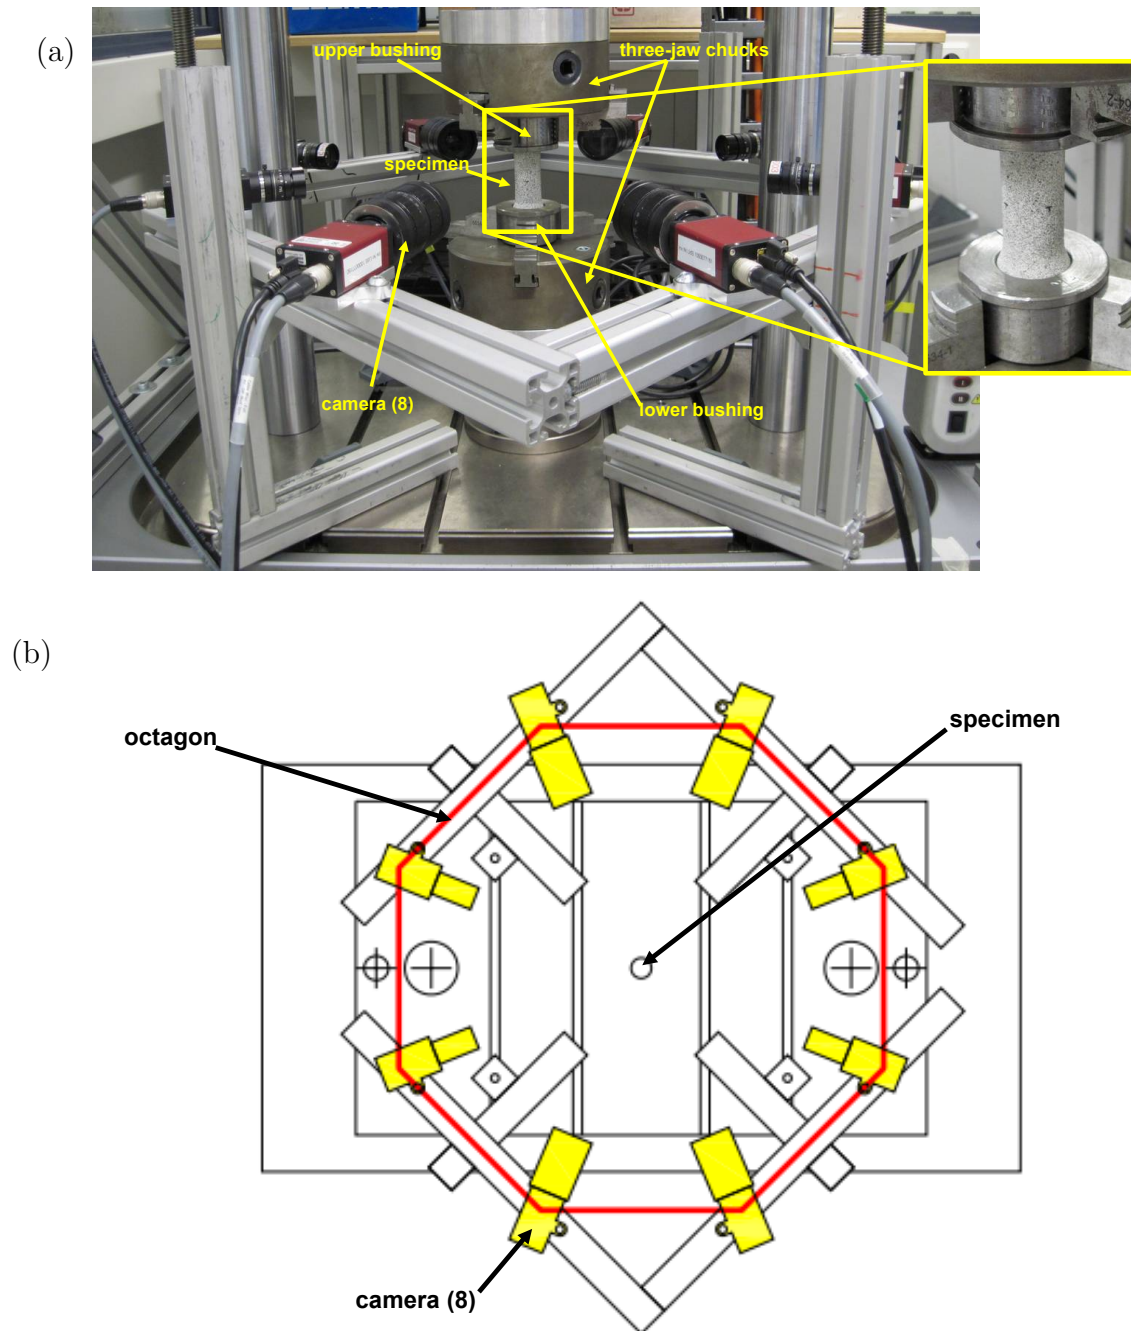 (a)
upper bushing
three-jaw chucks
specimen
camera (8)
lower bushing
(b)
octagon
specimen
camera (8)